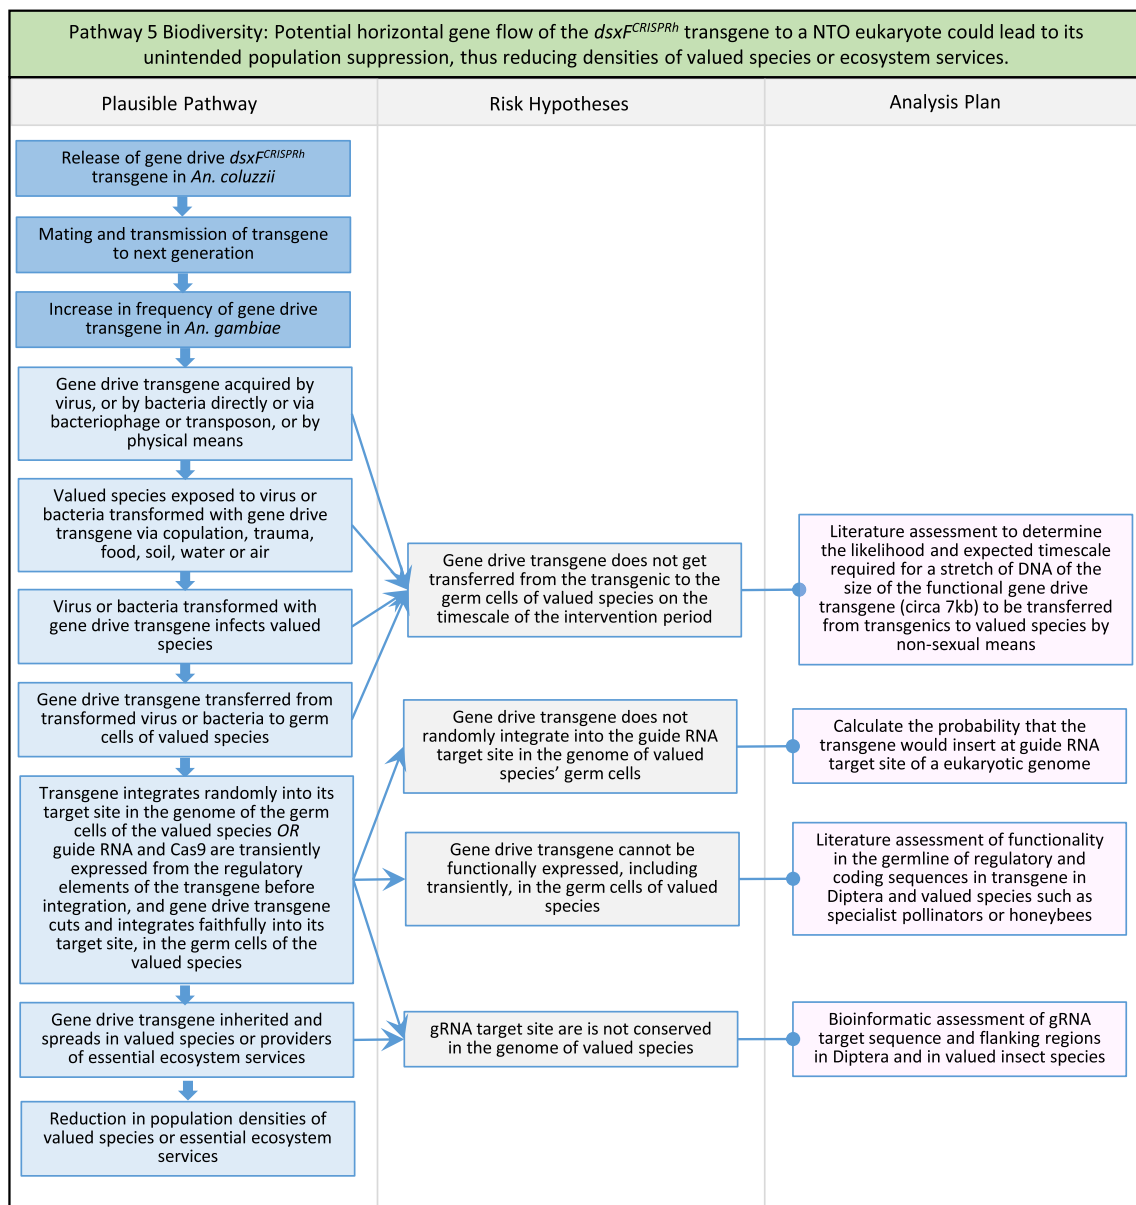 Pathway 5 Biodiversity: Potential horizontal gene flow of the dsxF^CRISPRh transgene to a NTO eukaryote could lead to its
unintended population suppression, thus reducing densities of valued species or ecosystem services.
Plausible Pathway
Risk Hypotheses
Analysis Plan
Release of gene drive dsxF^CRISPRh
transgene in An. coluzzii
Mating and transmission of transgene
to next generation
Increase in frequency of gene drive
transgene in An. gambiae
Gene drive transgene acquired by
virus, or by bacteria directly or via
bacteriophage or transposon, or by
physical means
Valued species exposed to virus or
bacteria transformed with gene drive
transgene via copulation, trauma,
food, soil, water or air
Virus or bacteria transformed with
gene drive transgene infects valued
species
Gene drive transgene transferred from
transformed virus or bacteria to germ
cells of valued species
Transgene integrates randomly into its
target site in the genome of the germ
cells of the valued species OR
guide RNA and Cas9 are transiently
expressed from the regulatory
elements of the transgene before
integration, and gene drive transgene
cuts and integrates faithfully into its
target site, in the germ cells of the
valued species
Gene drive transgene inherited and
spreads in valued species or providers
of essential ecosystem services
Reduction in population densities of
valued species or essential ecosystem
services
Gene drive transgene does not get
transferred from the transgenic to the
germ cells of valued species on the
timescale of the intervention period
Gene drive transgene does not
randomly integrate into the guide RNA
target site in the genome of valued
species' germ cells
Gene drive transgene cannot be
functionally expressed, including
transiently, in the germ cells of valued
species
gRNA target site are is not conserved
in the genome of valued species
Literature assessment to determine
the likelihood and expected timescale
required for a stretch of DNA of the
size of the functional gene drive
transgene (circa 7kb) to be transferred
from transgenics to valued species by
non-sexual means
Calculate the probability that the
transgene would insert at guide RNA
target site of a eukaryotic genome
Literature assessment of functionality
in the germline of regulatory and
coding sequences in transgene in
Diptera and valued species such as
specialist pollinators or honeybees
Bioinformatic assessment of gRNA
target sequence and flanking regions
in Diptera and in valued insect species